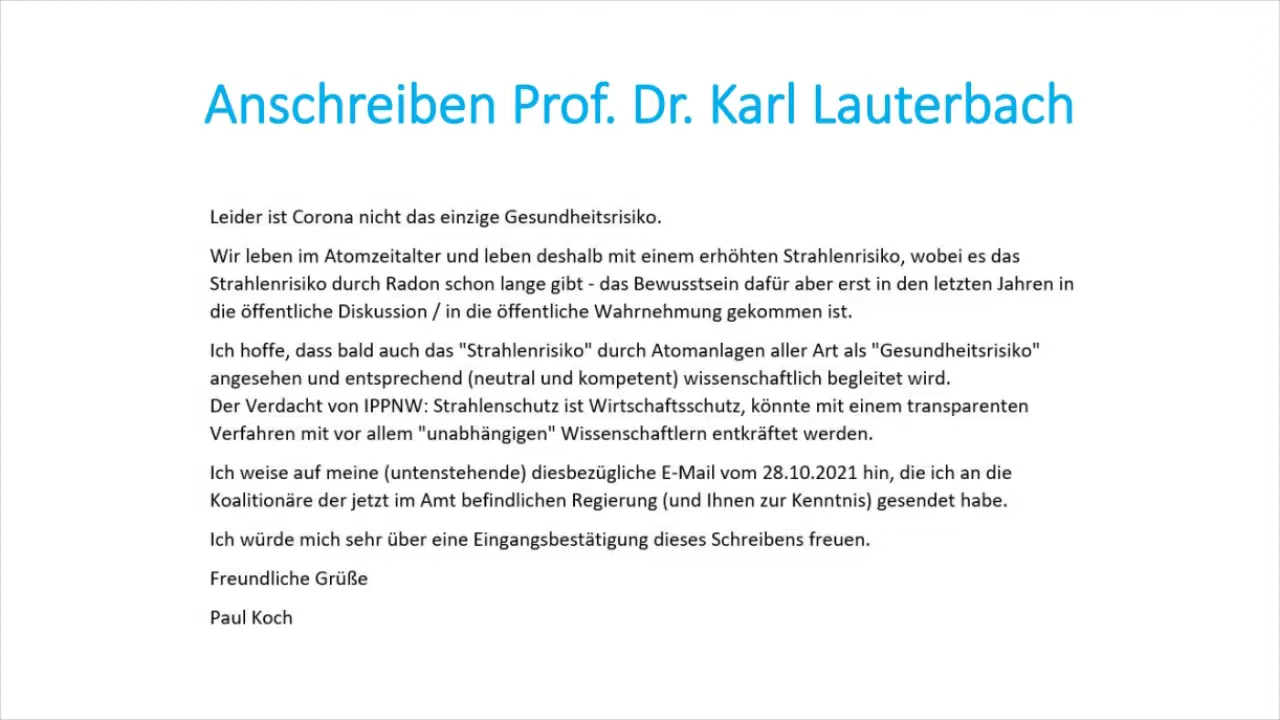 Anschreiben Prof. Dr. Karl Lauterbach
Leider ist Corona nicht das einzige Gesundheitsrisiko.
Wir leben im Atomzeitalter und leben deshalb mit einem erhöhten Strahlenrisiko, wobei es das
Strahlenrisiko durch Radon schon lange gibt - das Bewusstsein dafür aber erst in den letzten Jahren in
die öffentliche Diskussion / in die öffentliche Wahrnehmung gekommen ist.
Ich hoffe, dass bald auch das "Strahlenrisiko" durch Atomanlagen aller Art als "Gesundheitsrisiko"
angesehen und entsprechend (neutral und kompetent) wissenschaftlich begleitet wird.
Der Verdacht von IPPNW: Strahlenschutz ist Wirtschaftsschutz, könnte mit einem transparenten
Verfahren mit vor allem "unabhängigen" Wissenschaftlern entkräftet werden.
Ich weise auf meine (untenstehende) diesbezügliche E-Mail vom 28.10.2021 hin, die ich an die
Koalitionäre der jetzt im Amt befindlichen Regierung (und Ihnen zur Kenntnis) gesendet habe.
Ich würde mich sehr über eine Eingangsbestätigung dieses Schreibens freuen.
Freundliche Grüße
Paul Koch